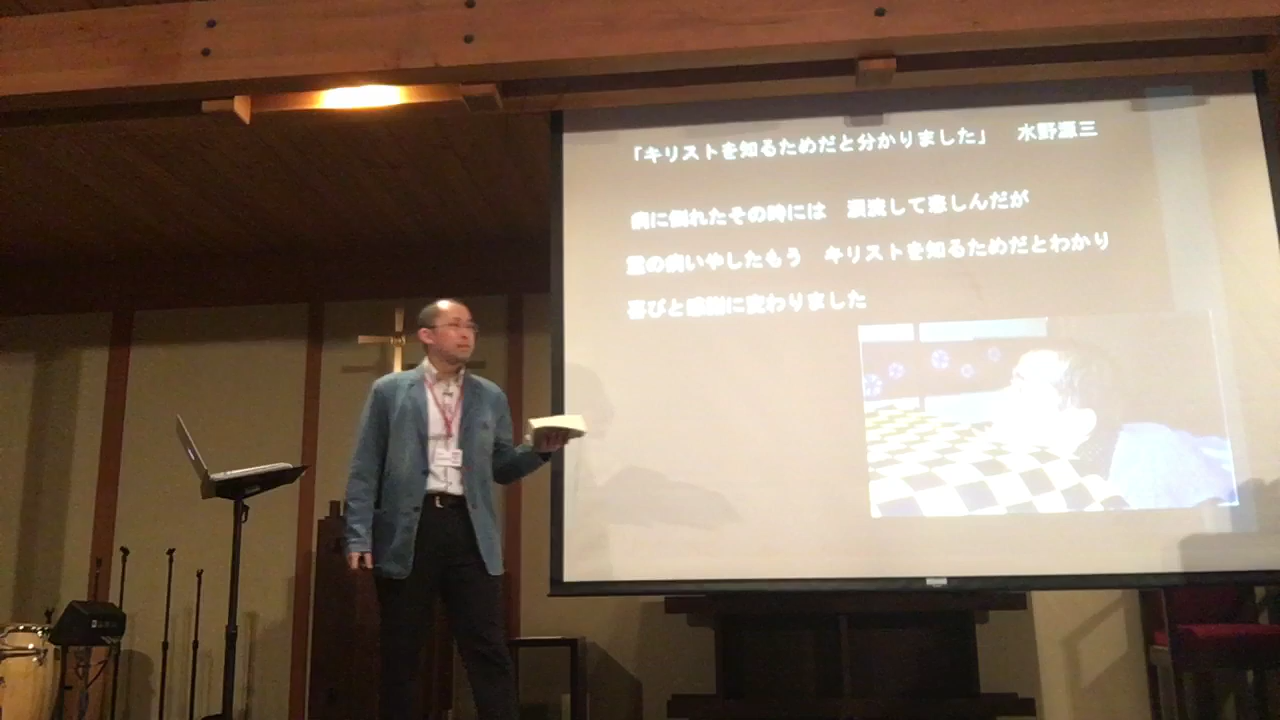 「キリストを知るためだと分かりました」　水野源三
病に倒れたその時には　涙流して悲しんだが
霊の病いやしたもう　キリストを知るためだとわかり
喜びと感謝に変わりました